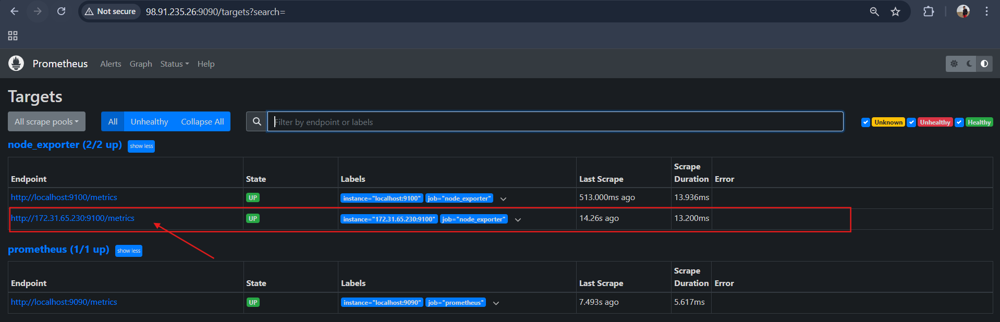 Not secure 98.91.235.26:9090/targets?search=
Prometheus Alerts Graph Status Help
Targets
All scrape pools All Unhealthy Collapse All Filter by endpoint or labels Unknown Unhealthy Healthy
node_exporter (2/2 up) show less
Endpoint State Labels Last Scrape Scrape Duration Error
http://localhost:9100/metrics UP instance="localhost:9100" job="node_exporter" 513.000ms ago 13.936ms
http://172.31.65.230:9100/metrics UP instance="172.31.65.230:9100" job="node_exporter" 14.26s ago 13.200ms
prometheus (1/1 up) show less
Endpoint State Labels Last Scrape Scrape Duration Error
http://localhost:9090/metrics UP instance="localhost:9090" job="prometheus" 7.493s ago 5.617ms